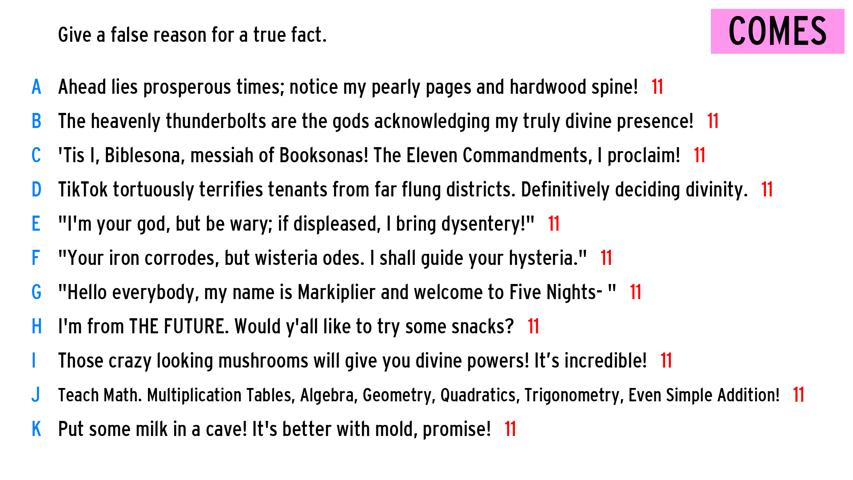 Give a false reason for a true fact.
COMES
A Ahead lies prosperous times; notice my pearly pages and hardwood spine! 11
B The heavenly thunderbolts are the gods acknowledging my truly divine presence! 11
C 'Tis I, Biblesona, messiah of Booksonas! The Eleven Commandments, I proclaim! 11
D TikTok tortuously terrifies tenants from far flung districts. Definitively deciding divinity. 11
E "I'm your god, but be wary; if displeased, I bring dysentery!" 11
F "Your iron corrodes, but wisteria odes. I shall guide your hysteria." 11
G "Hello everybody, my name is Markiplier and welcome to Five Nights- " 11
H I'm from THE FUTURE. Would y'all like to try some snacks? 11
I Those crazy looking mushrooms will give you divine powers! It’s incredible! 11
J Teach Math. Multiplication Tables, Algebra, Geometry, Quadratics, Trigonometry, Even Simple Addition! 11
K Put some milk in a cave! It's better with mold, promise! 11